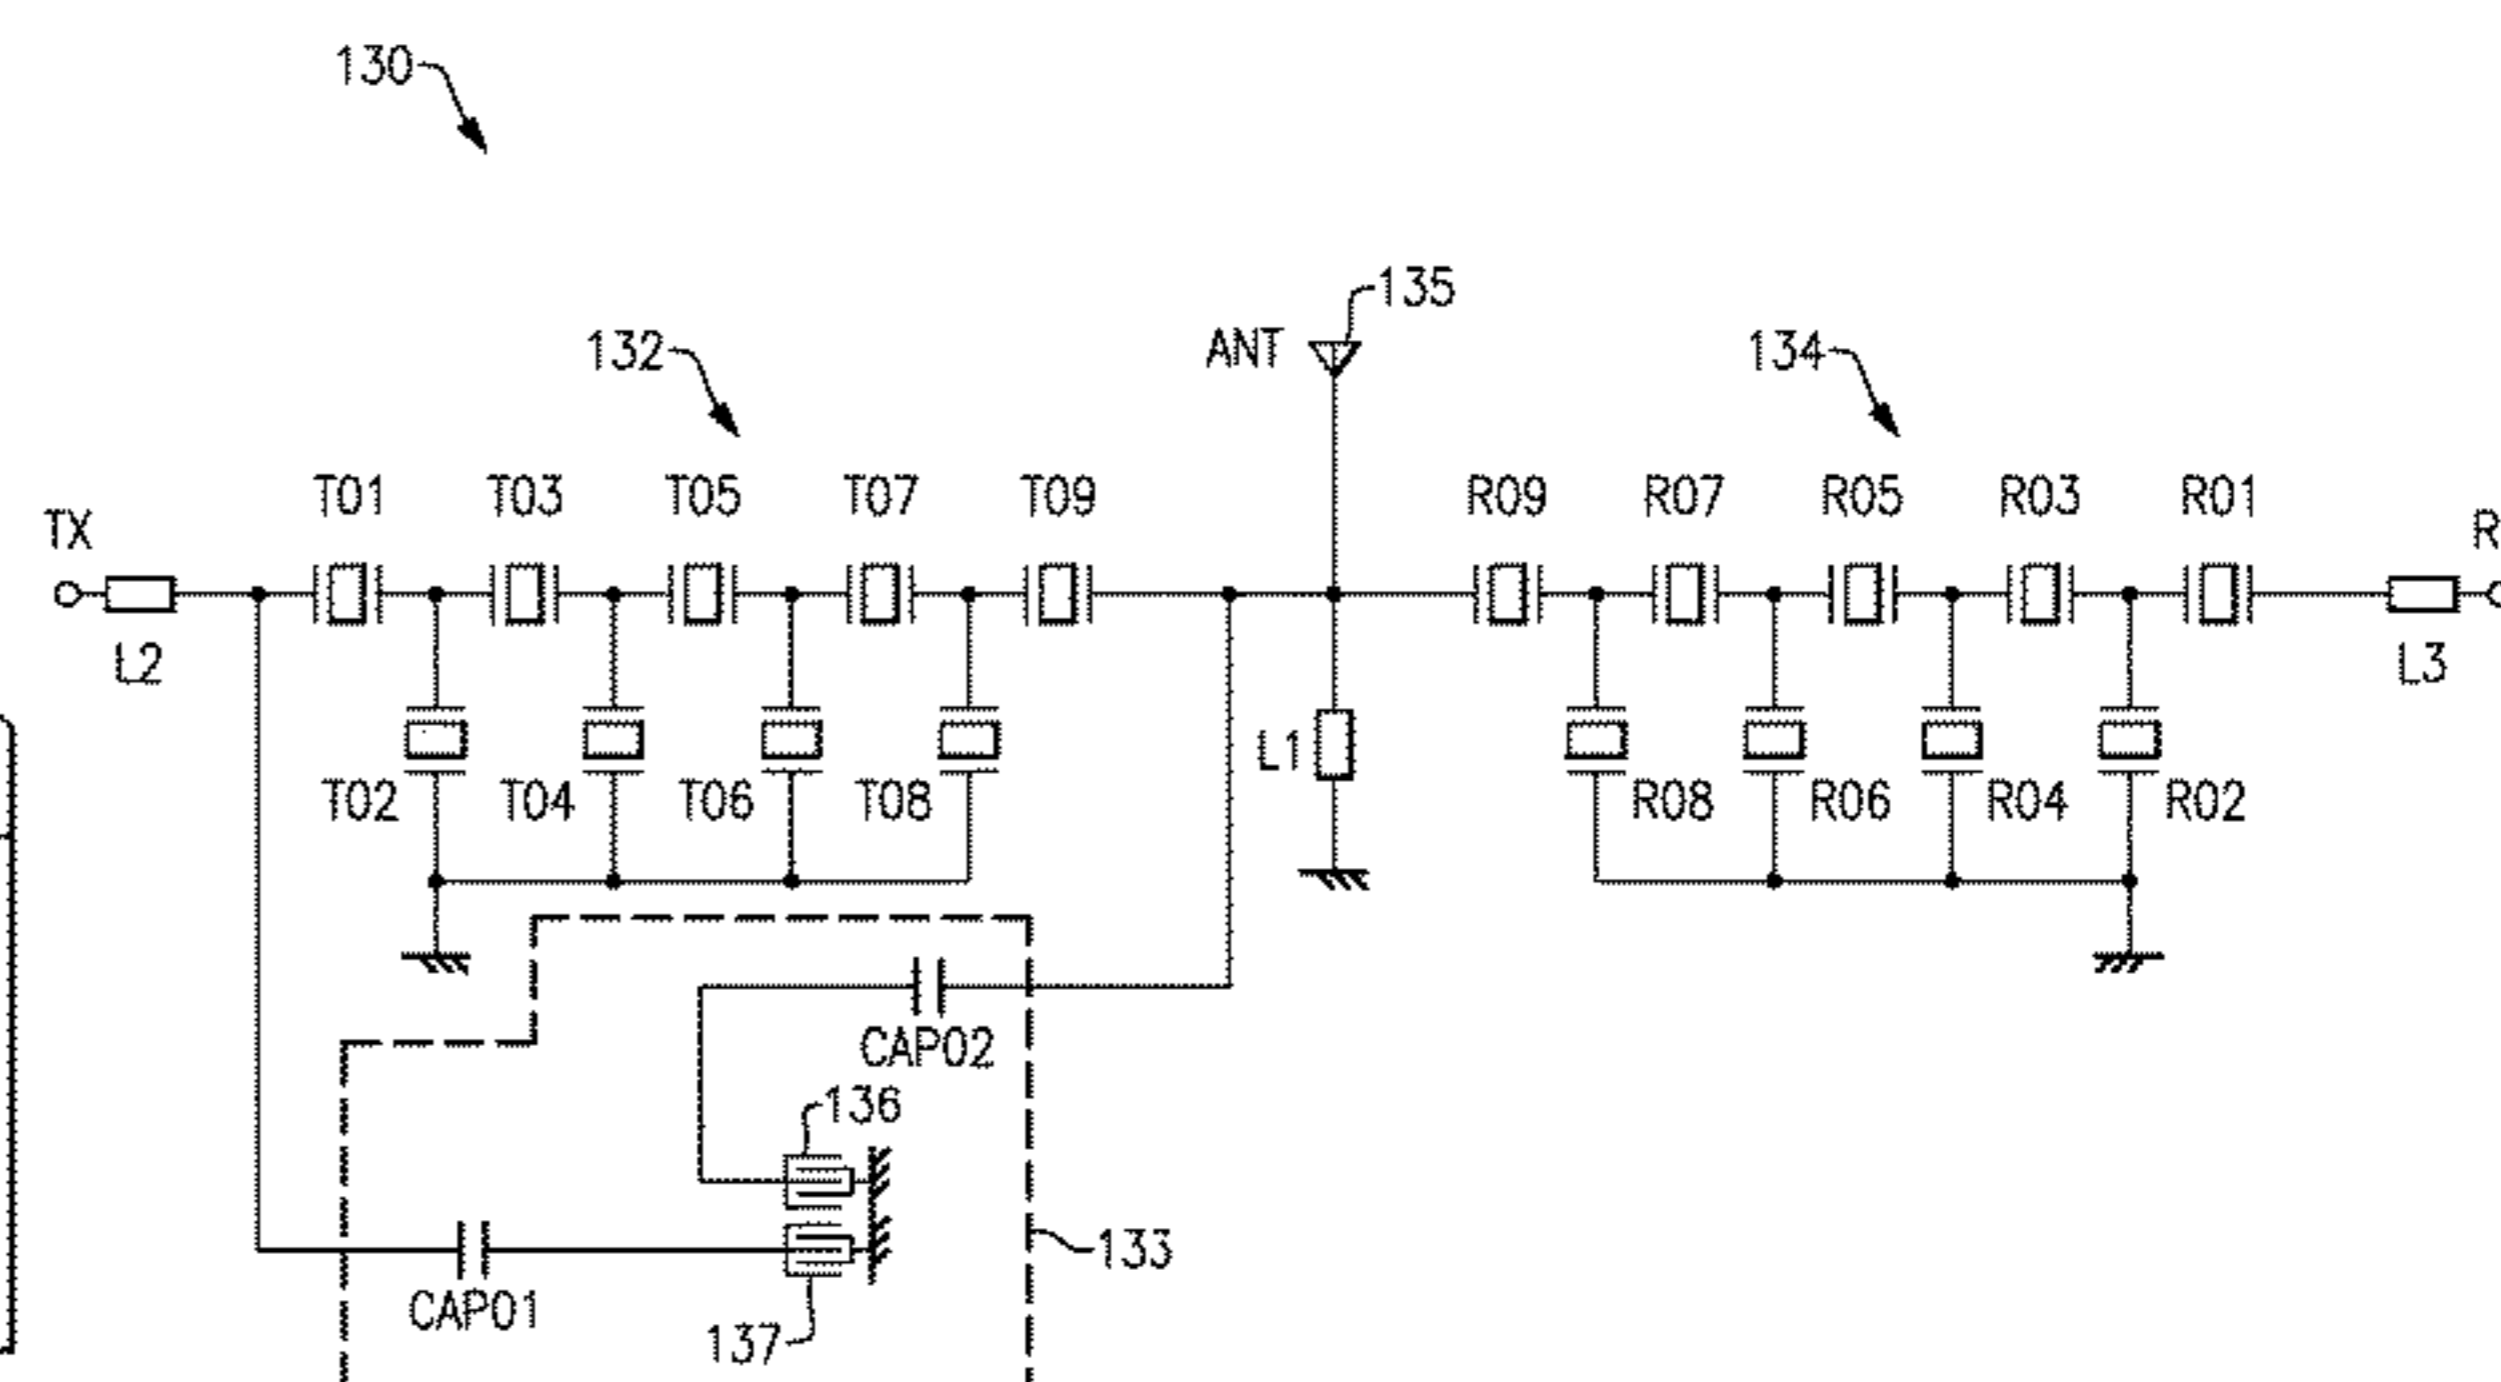 130
135
132
ANT
134
T01 T03 T05 T07 T09
R09 R07 R05 R03 R01
TX
R
L2
L1
L3
T02 T04 T06 T08
R08 R06 R04 R02
CAP02
136
133
CAP01
137